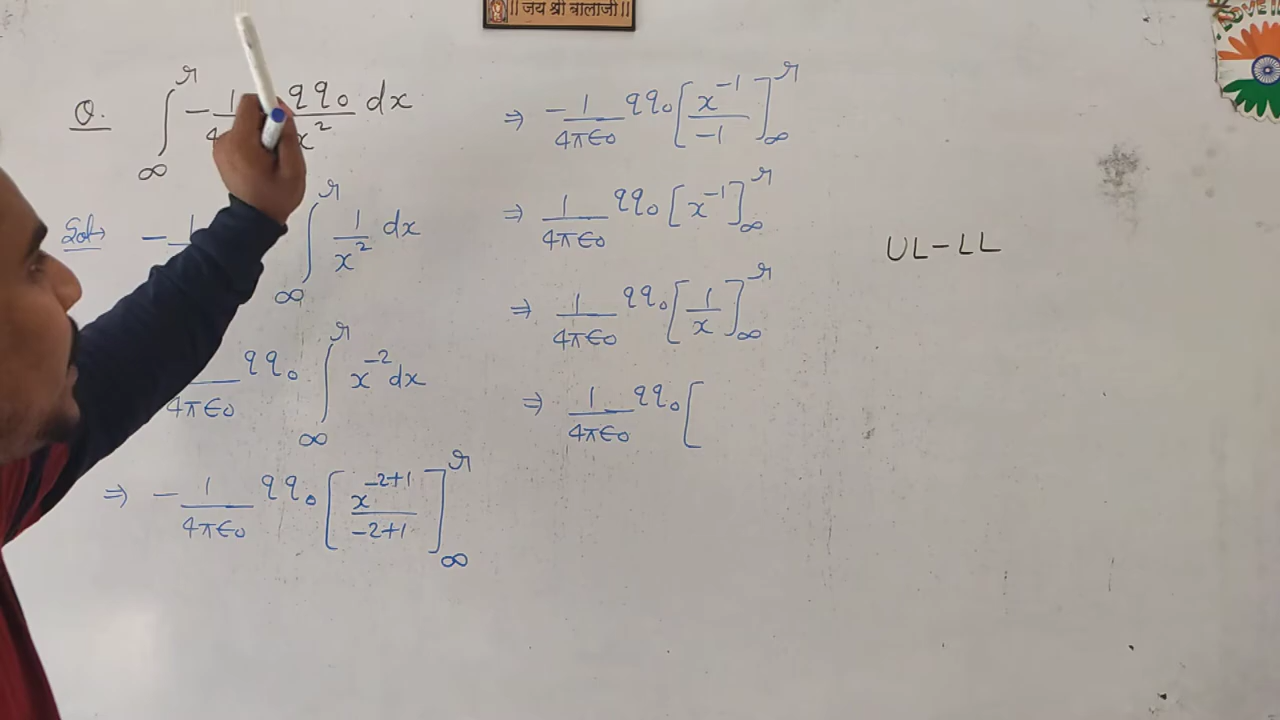 || जय श्री बालाजी ||
Q. ∫_∞^r -1/4 qq₀/x² dx
Sol→ -1 ∫_∞^r 1/x² dx
/4πε₀ qq₀ ∫_∞^r x⁻² dx
⇒ -1/4πε₀ qq₀ [x^(-2+1)/(-2+1)]_∞^r
⇒ -1/4πε₀ qq₀ [x⁻¹/-1]_∞^r
⇒ 1/4πε₀ qq₀ [x⁻¹]_∞^r
⇒ 1/4πε₀ qq₀ [1/x]_∞^r
⇒ 1/4πε₀ qq₀ [
UL-LL